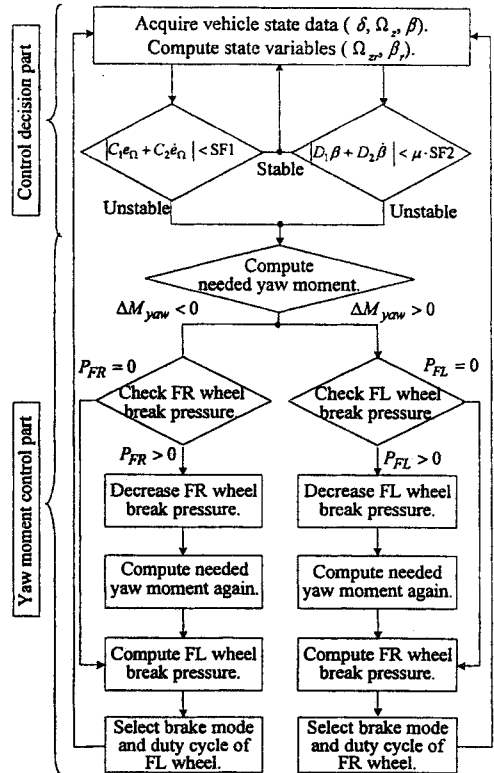 Acquire vehicle state data ( δ, Ω_z, β).
Compute state variables ( Ω_zr, β_r).
Control decision part
|C₁e_Ω + C₂ė_Ω| < SF1
|D₁β + D₂β̇| < μ·SF2
Stable
Unstable
Unstable
Compute
needed yaw moment.
ΔM_yaw < 0
ΔM_yaw > 0
Yaw moment control part
P_FR = 0
P_FL = 0
Check FR wheel
break pressure.
Check FL wheel
break pressure.
P_FR > 0
P_FL > 0
Decrease FR wheel
break pressure.
Decrease FL wheel
break pressure.
Compute needed
yaw moment again.
Compute needed
yaw moment again.
Compute FL wheel
break pressure.
Compute FR wheel
break pressure.
Select brake mode
and duty cycle of
FL wheel.
Select brake mode
and duty cycle of
FR wheel.